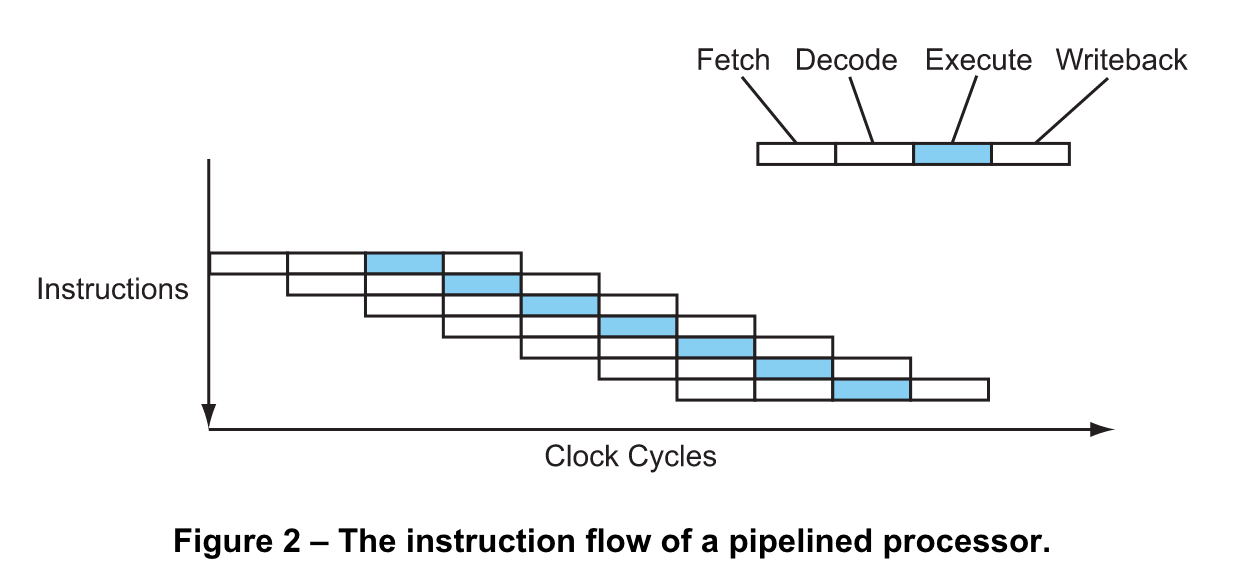 Fetch Decode Execute Writeback
Instructions
Clock Cycles
Figure 2 – The instruction flow of a pipelined processor.